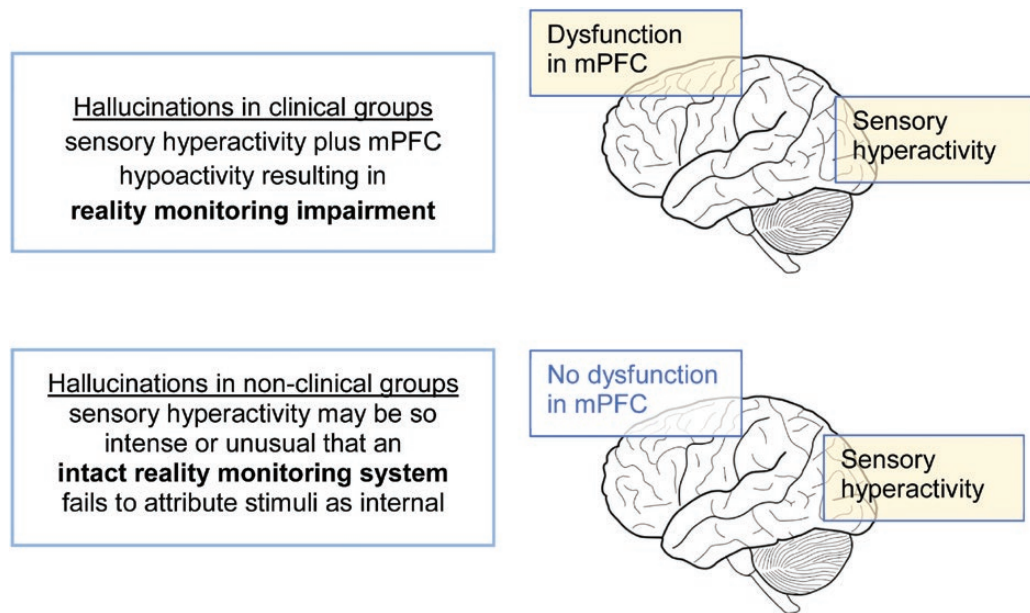 Hallucinations in clinical groups
sensory hyperactivity plus mPFC
hypoactivity resulting in
reality monitoring impairment
Dysfunction
in mPFC
Sensory
hyperactivity
Hallucinations in non-clinical groups
sensory hyperactivity may be so
intense or unusual that an
intact reality monitoring system
fails to attribute stimuli as internal
No dysfunction
in mPFC
Sensory
hyperactivity